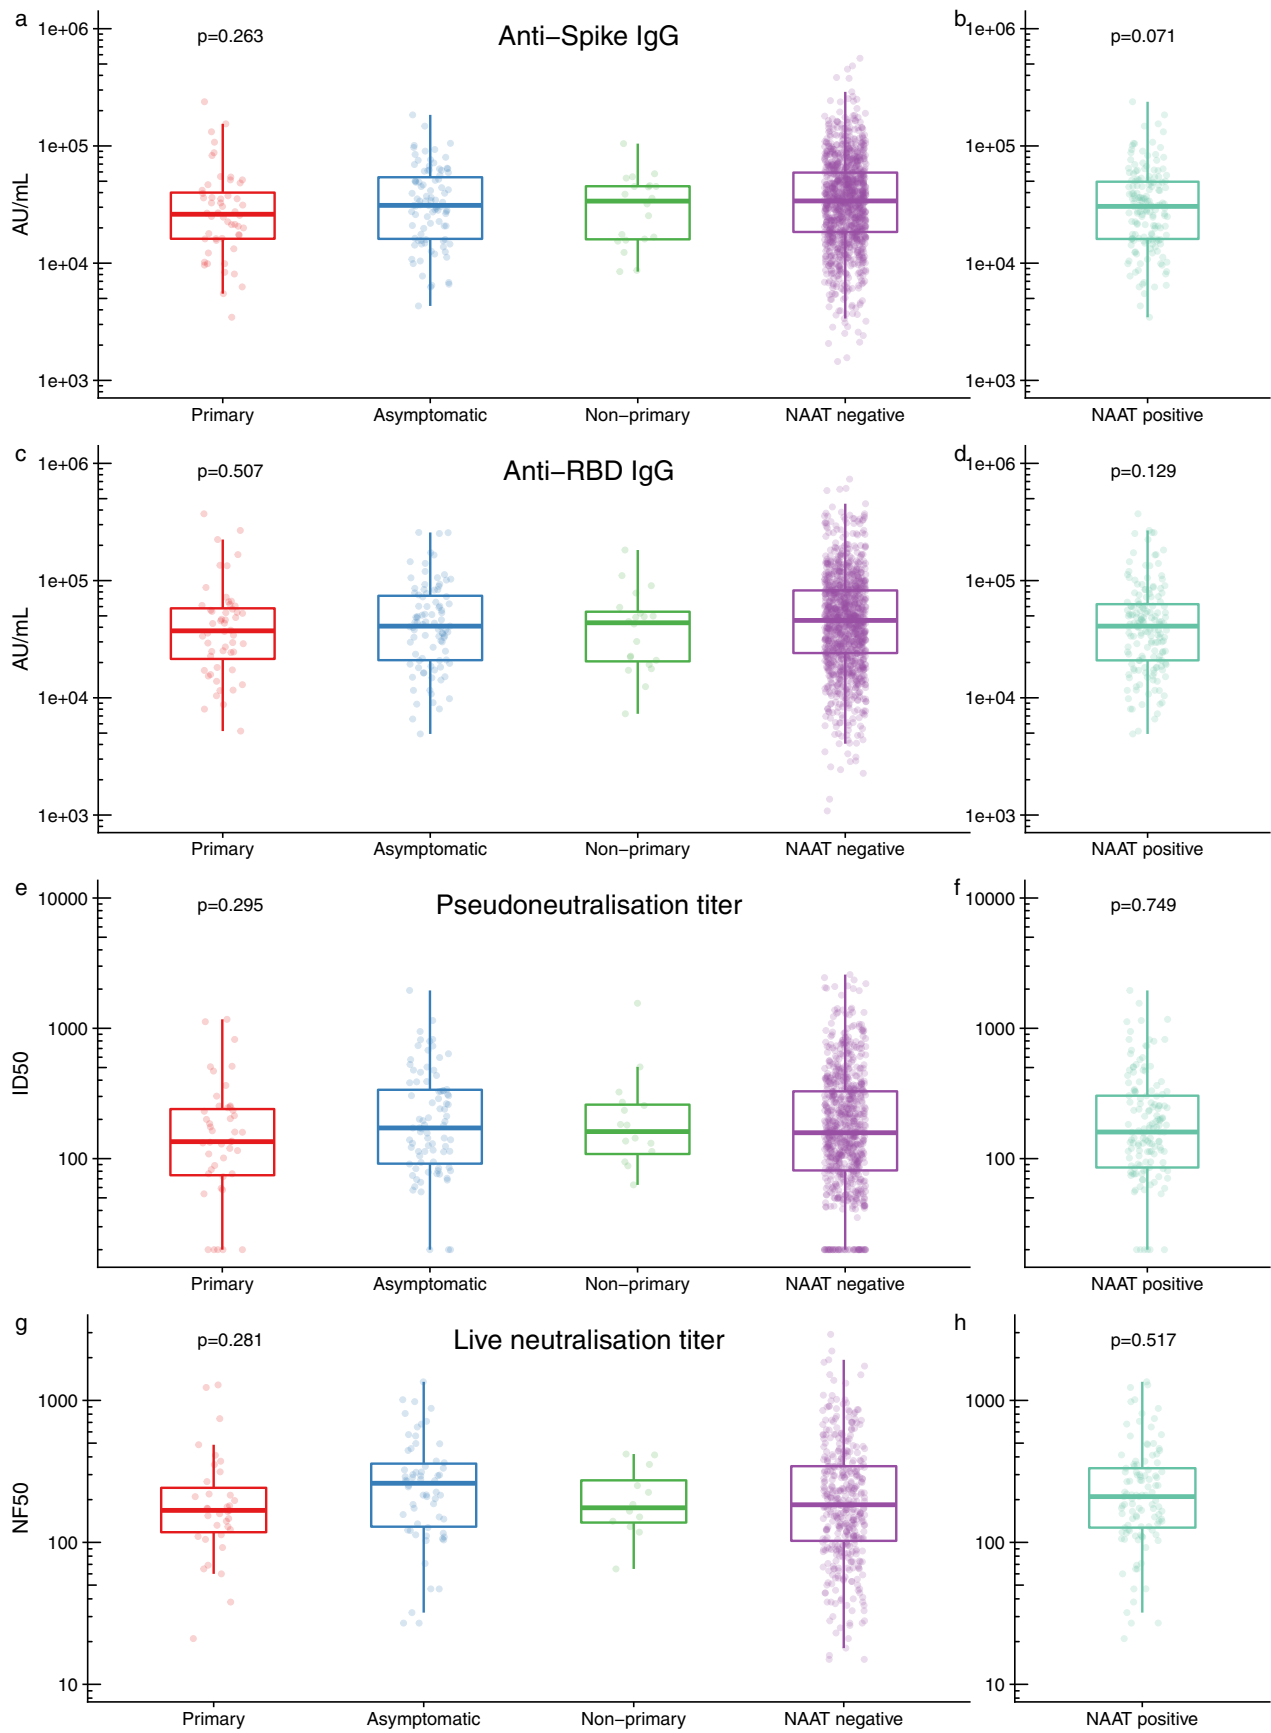 a
b
p=0.263
Anti−Spike IgG
p=0.071
AU/mL
1e+06
1e+05
1e+04
1e+03
1e+06
1e+05
1e+04
1e+03
Primary
Asymptomatic
Non−primary
NAAT negative
NAAT positive
c
d
p=0.507
Anti−RBD IgG
p=0.129
AU/mL
1e+06
1e+05
1e+04
1e+03
1e+06
1e+05
1e+04
1e+03
Primary
Asymptomatic
Non−primary
NAAT negative
NAAT positive
e
f
p=0.295
Pseudoneutralisation titer
p=0.749
ID50
10000
1000
100
10000
1000
100
Primary
Asymptomatic
Non−primary
NAAT negative
NAAT positive
g
h
p=0.281
Live neutralisation titer
p=0.517
NF50
1000
100
10
1000
100
10
Primary
Asymptomatic
Non−primary
NAAT negative
NAAT positive